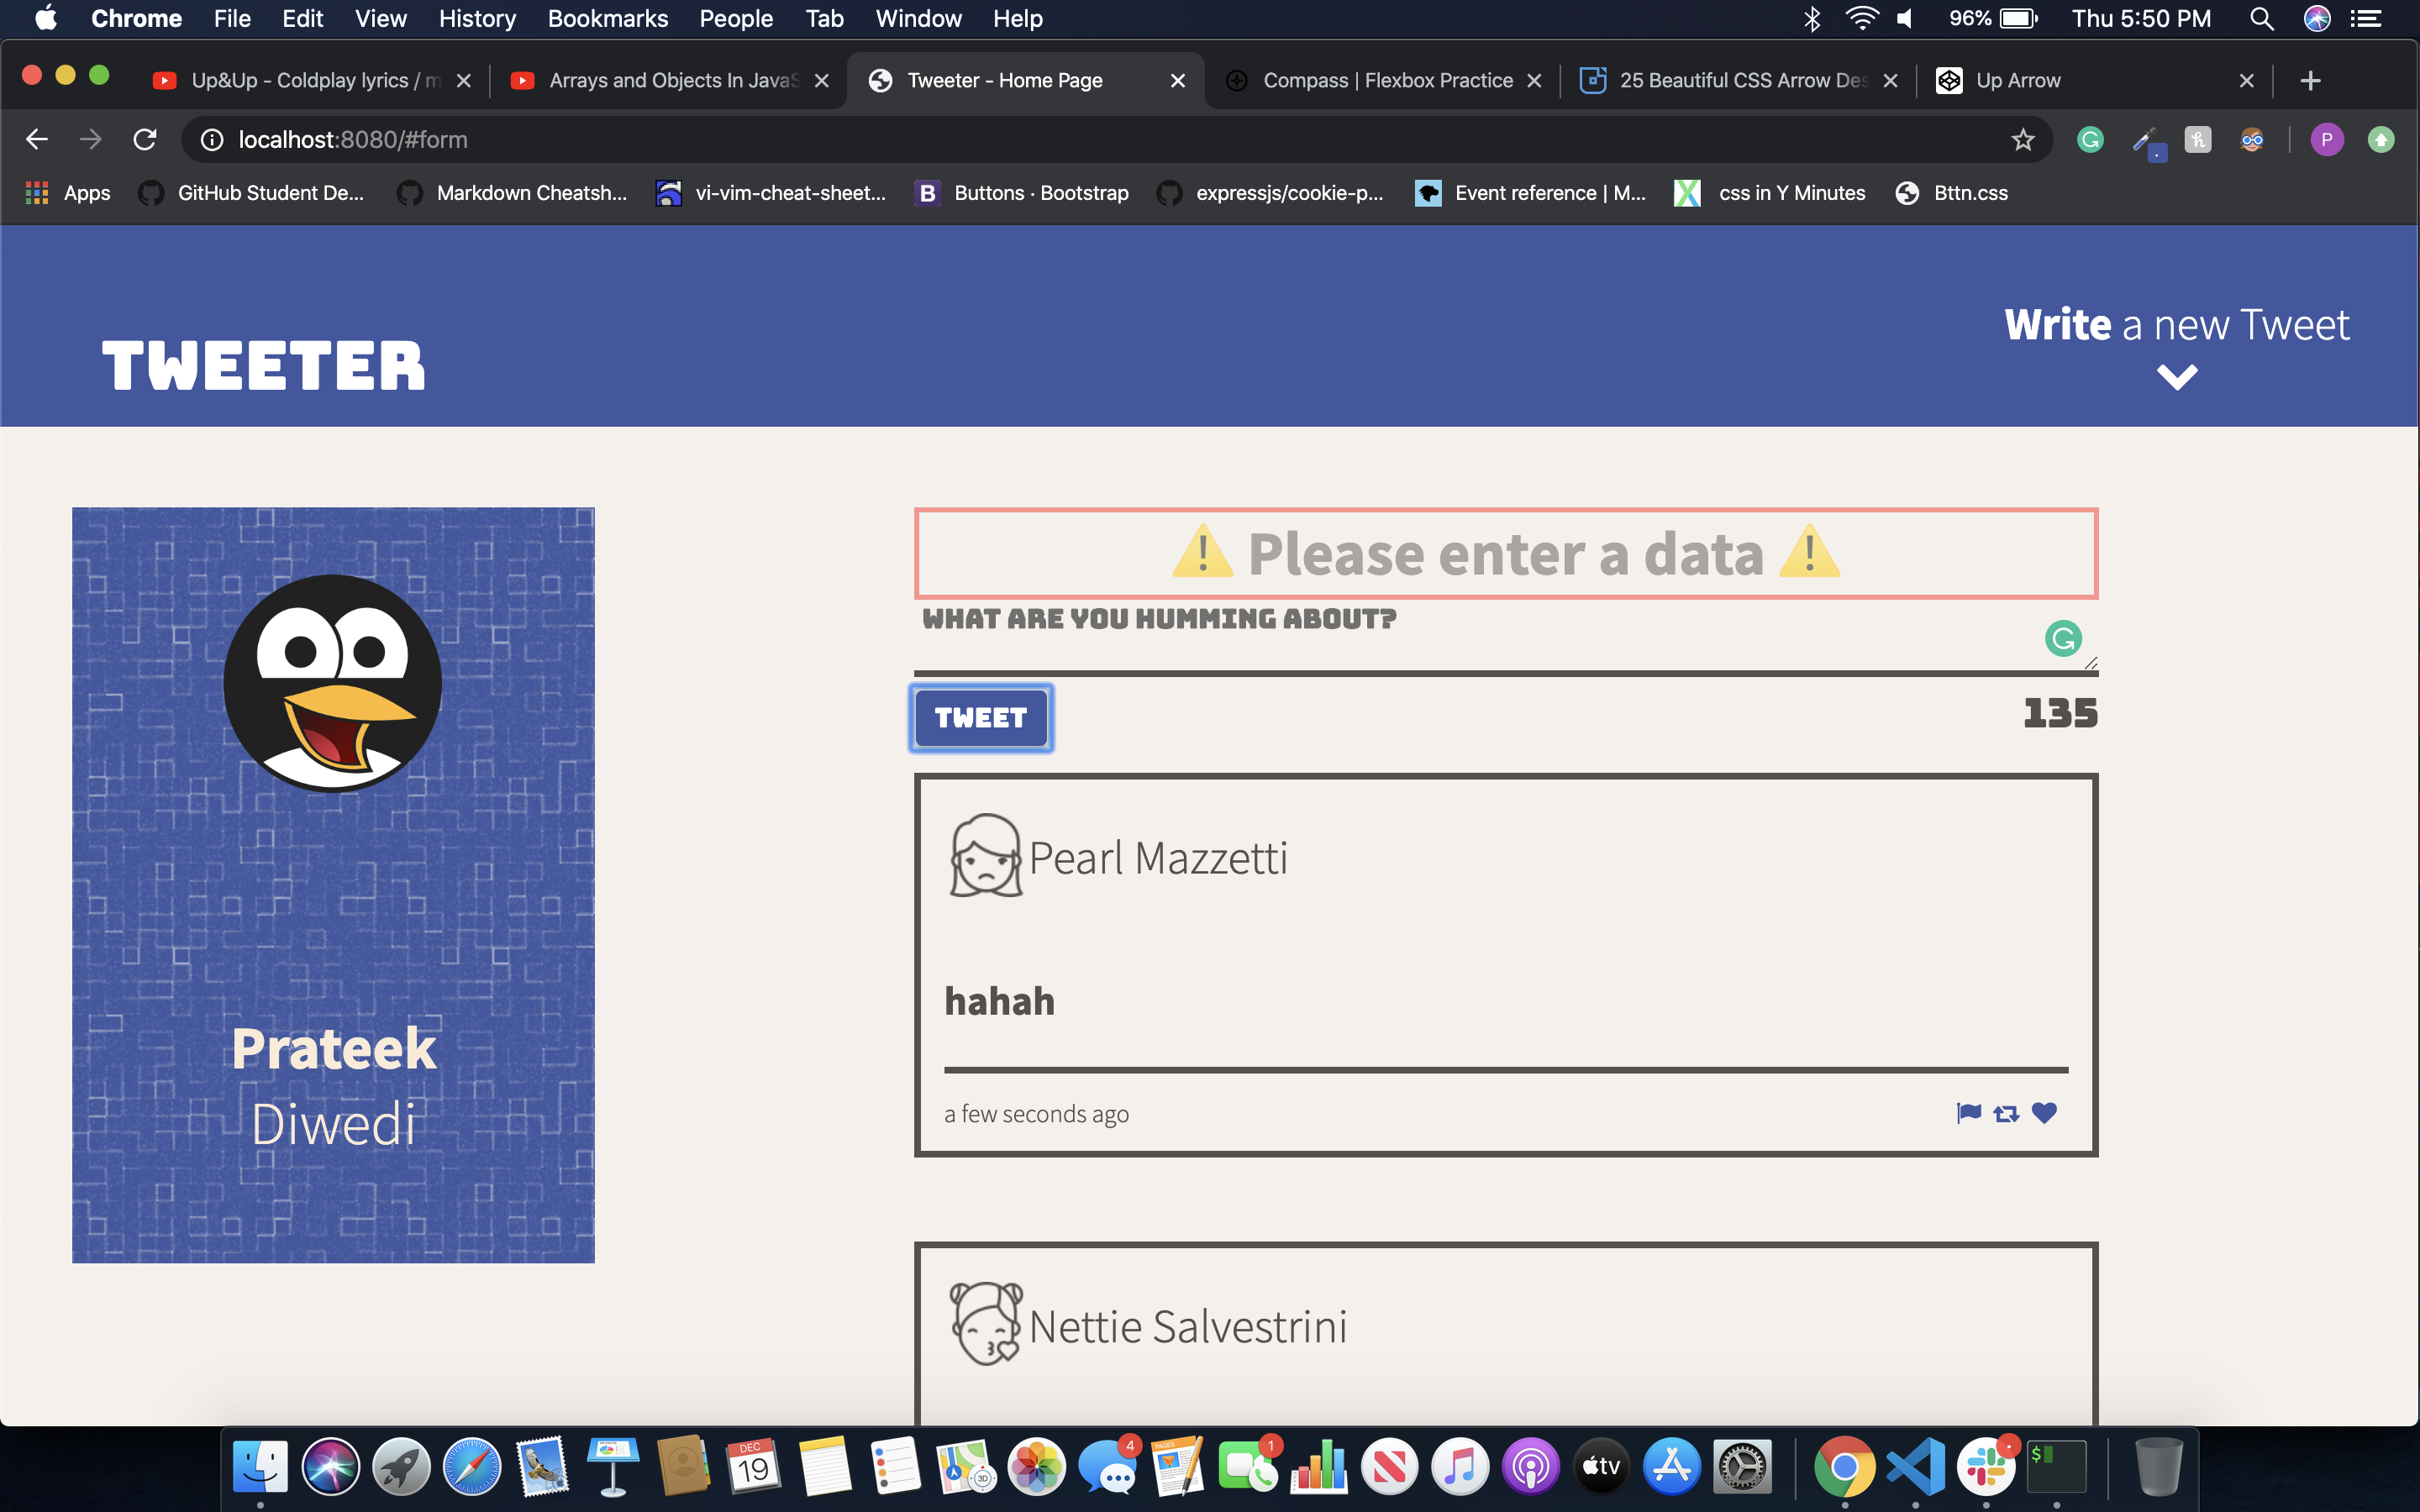 Chrome File Edit View History Bookmarks People Tab Window Help 96% Thu 5:50 PM
Up&Up - Coldplay lyrics / m Arrays and Objects In JavaS Tweeter - Home Page Compass | Flexbox Practice 25 Beautiful CSS Arrow Des Up Arrow
localhost:8080/#form P
Apps GitHub Student De... Markdown Cheatsh... vi-vim-cheat-sheet... B Buttons · Bootstrap expressjs/cookie-p... Event reference | M... css in Y Minutes Bttn.css
Write a new Tweet
TWEETER
⚠️ Please enter a data ⚠️
WHAT ARE YOU HUMMING ABOUT?
TWEET 135
Pearl Mazzetti
hahah
Prateek
Diwedi
a few seconds ago
Nettie Salvestrini
DEC
19
3D
4
PAGES
1
tv
$